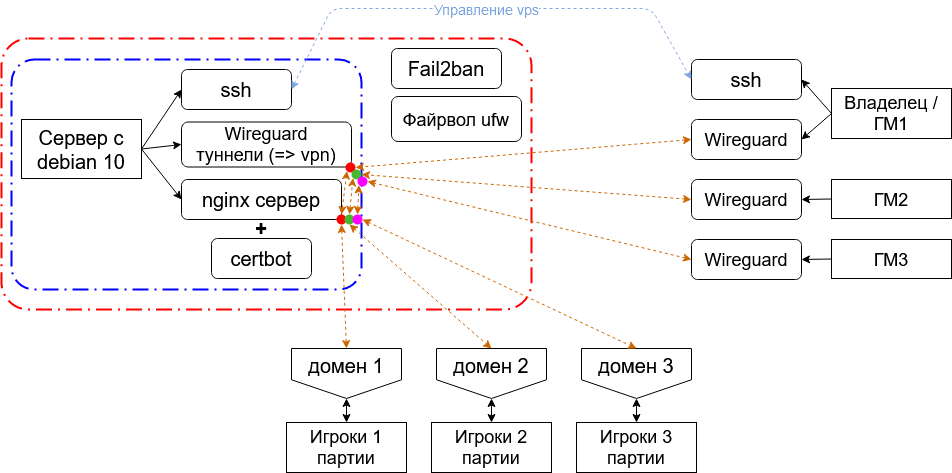 Управление vps
Fail2ban
ssh
ssh
Владелец /
ГМ1
Файрвол ufw
Сервер с
debian 10
Wireguard
туннели (=> vpn)
Wireguard
nginx сервер
Wireguard
ГМ2
+
certbot
Wireguard
ГМ3
домен 1
домен 2
домен 3
Игроки 1
партии
Игроки 2
партии
Игроки 3
партии